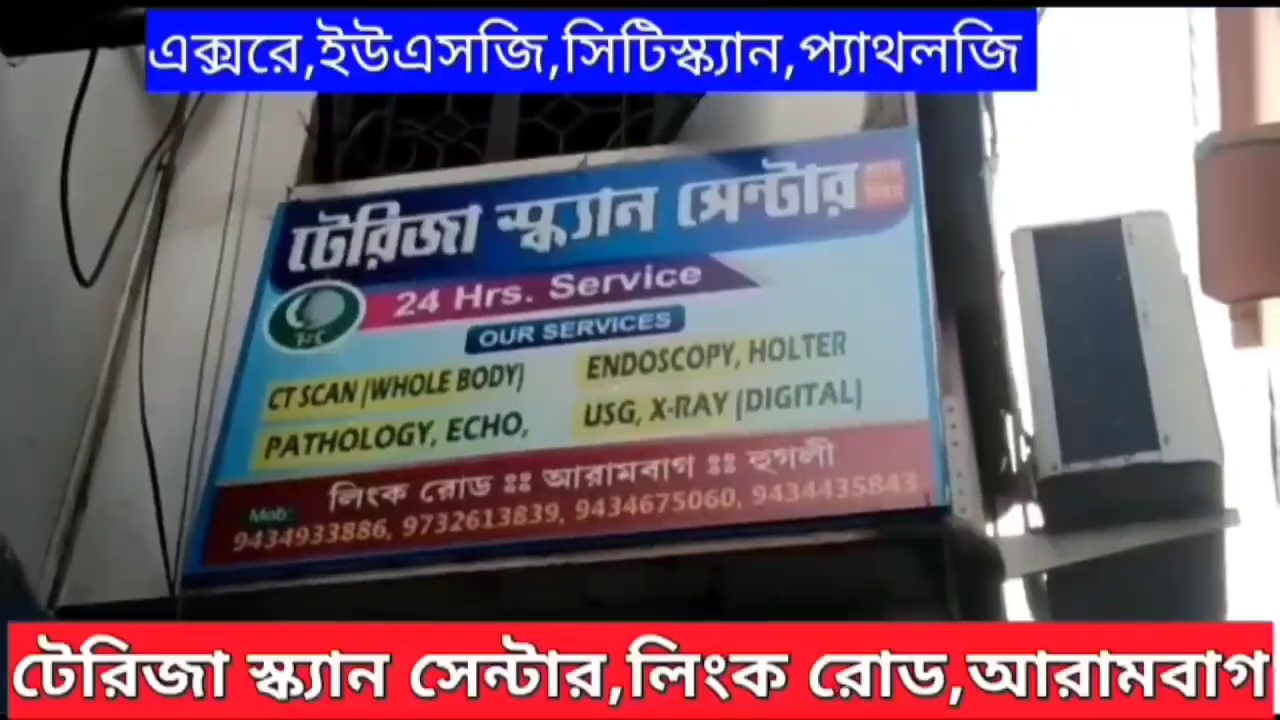 এক্সরে,ইউএসজি,সিটিস্ক্যান,প্যাথলজি
টেরিজা স্ক্যান সেন্টার
24 Hrs. Service
OUR SERVICES
CT SCAN (WHOLE BODY)
ENDOSCOPY, HOLTER
PATHOLOGY, ECHO,
USG, X-RAY (DIGITAL)
লিংক রোড ঃঃ আরামবাগ ঃঃ হুগলী
Mob:
9434933886, 9732613839, 9434675060, 9434435843
টেরিজা স্ক্যান সেন্টার,লিংক রোড,আরামবাগ